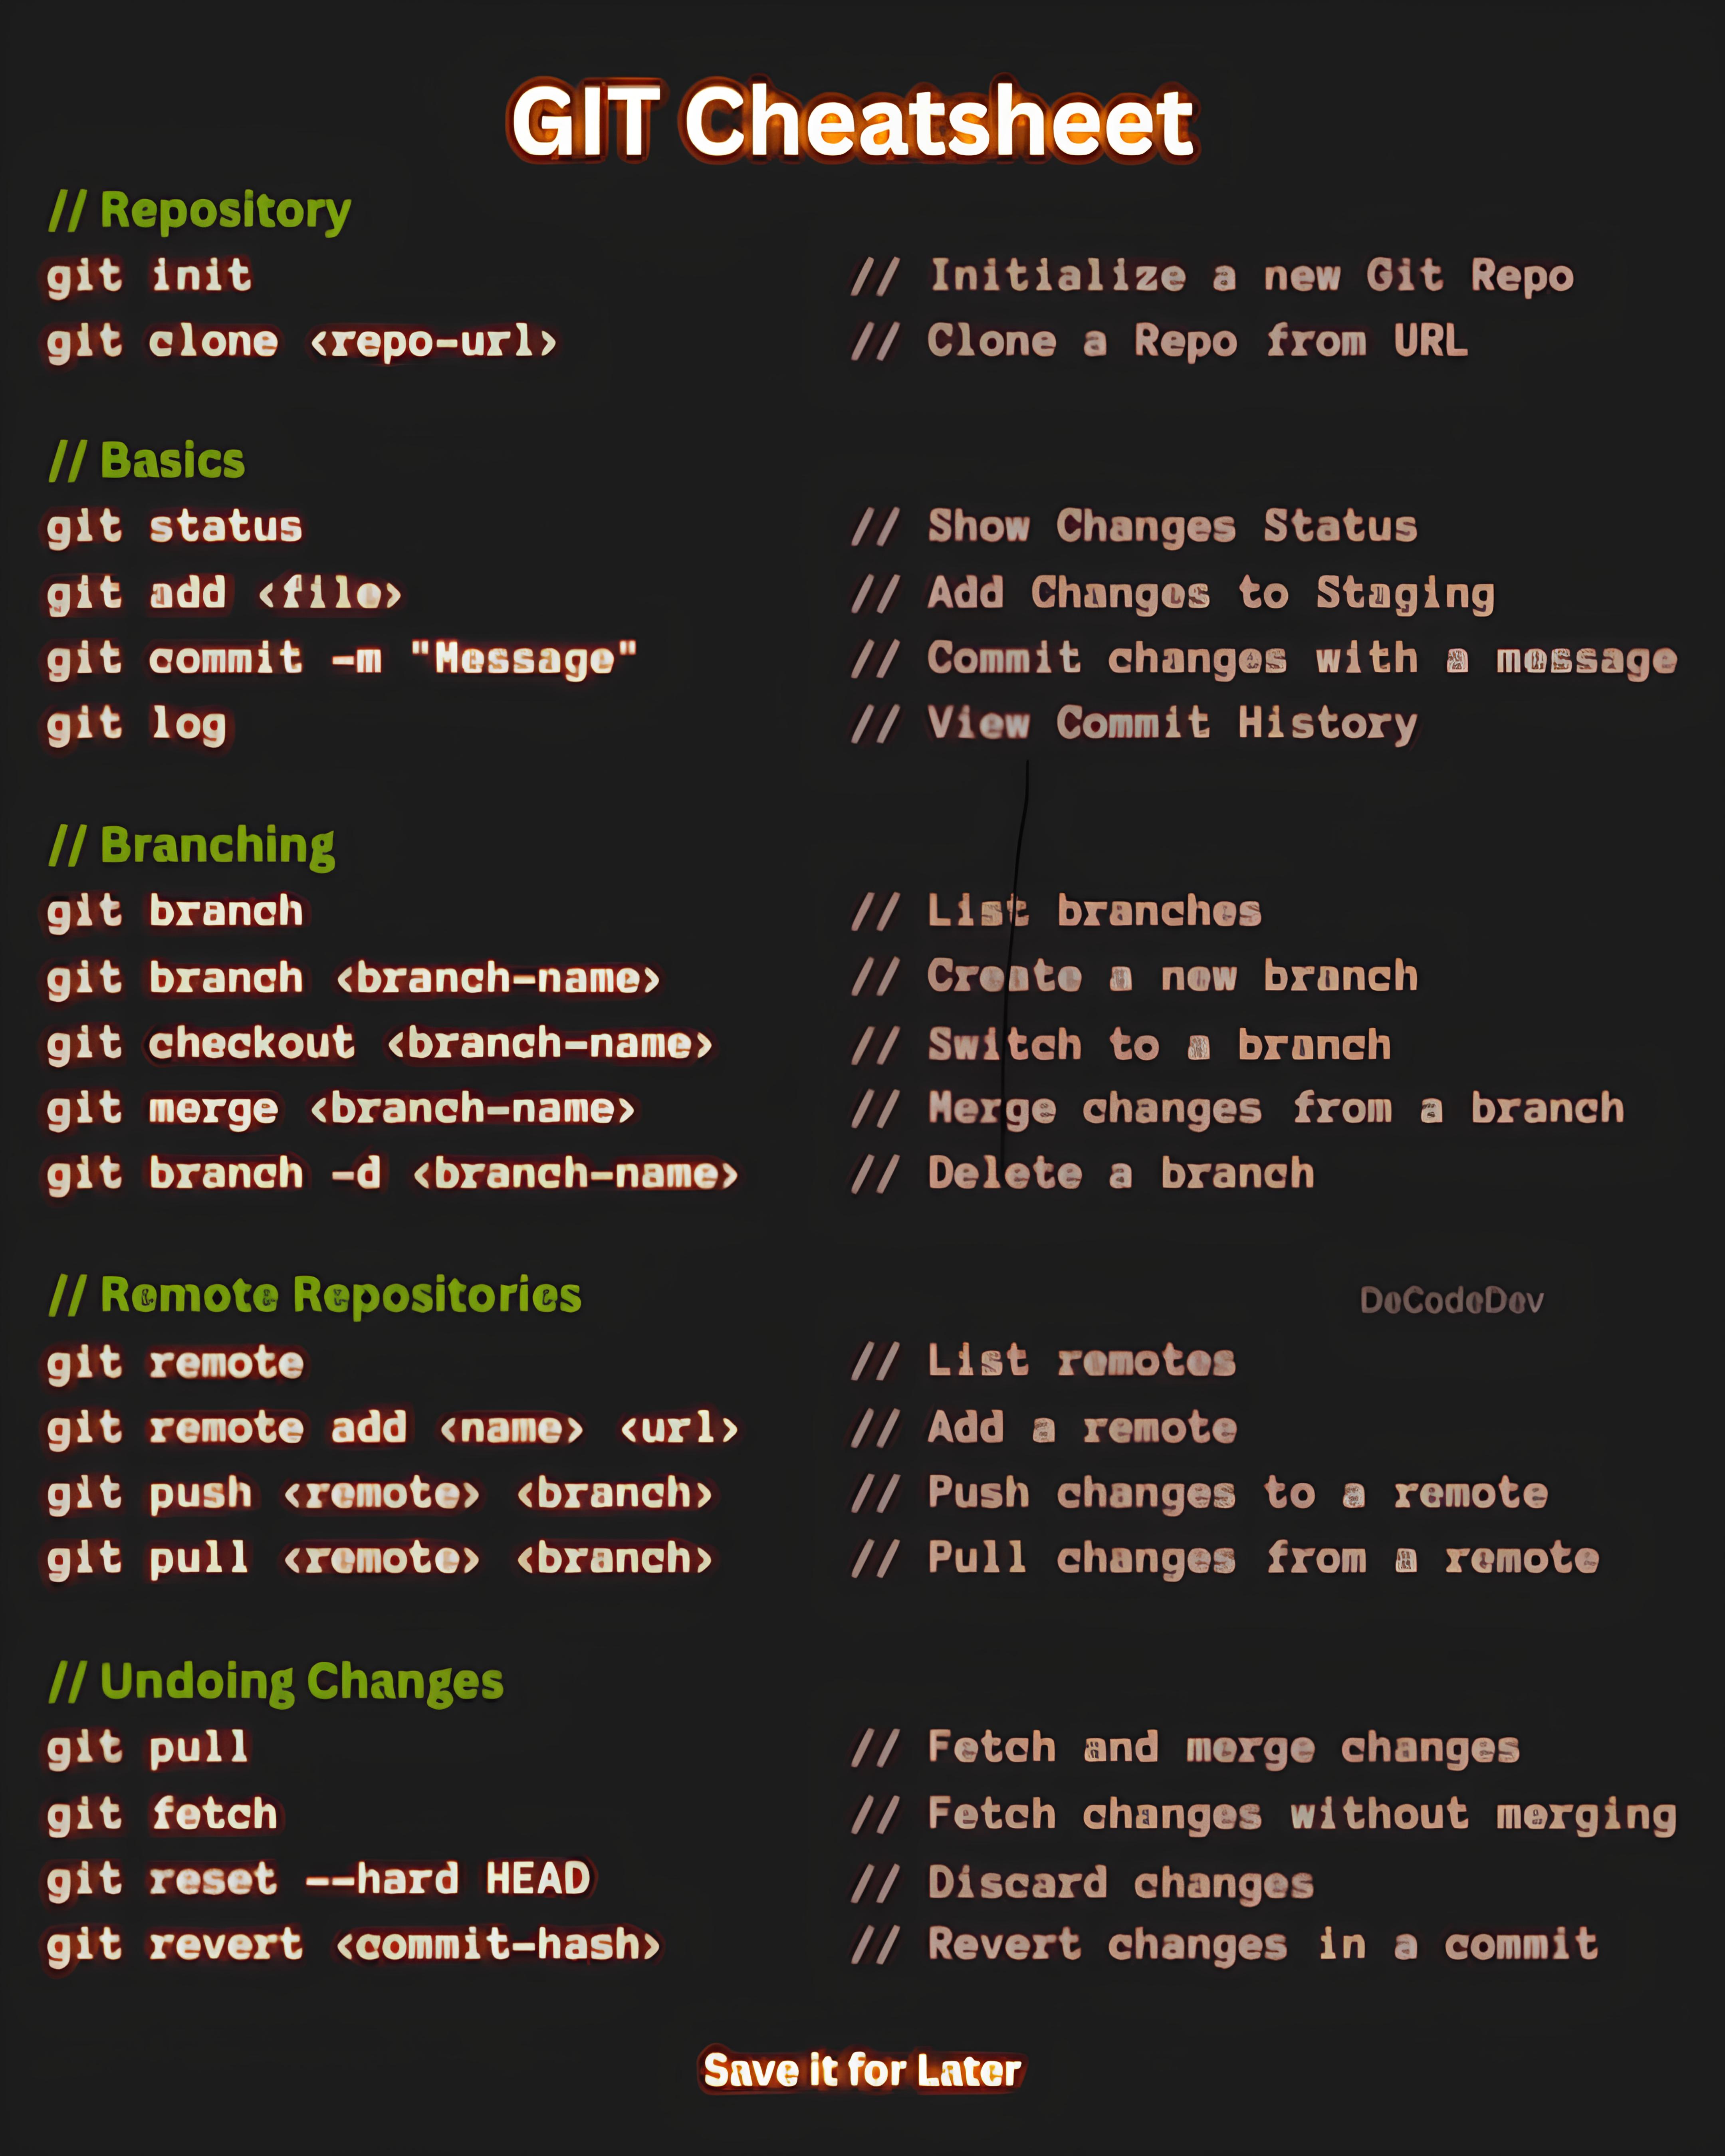 GIT Cheatsheet
// Repository
git init // Initialize a new Git Repo
git clone <repo-url> // Clone a Repo from URL
// Basics
git status // Show Changes Status
git add <file> // Add Changes to Staging
git commit -m "Message" // Commit changes with a message
git log // View Commit History
// Branching
git branch // List branches
git branch <branch-name> // Create a new branch
git checkout <branch-name> // Switch to a branch
git merge <branch-name> // Merge changes from a branch
git branch -d <branch-name> // Delete a branch
// Remote Repositories
DeCodeDev
git remote // List remotes
git remote add <name> <url> // Add a remote
git push <remote> <branch> // Push changes to a remote
git pull <remote> <branch> // Pull changes from a remote
// Undoing Changes
git pull // Fetch and merge changes
git fetch // Fetch changes without merging
git reset --hard HEAD // Discard changes
git revert <commit-hash> // Revert changes in a commit
Save it for Later